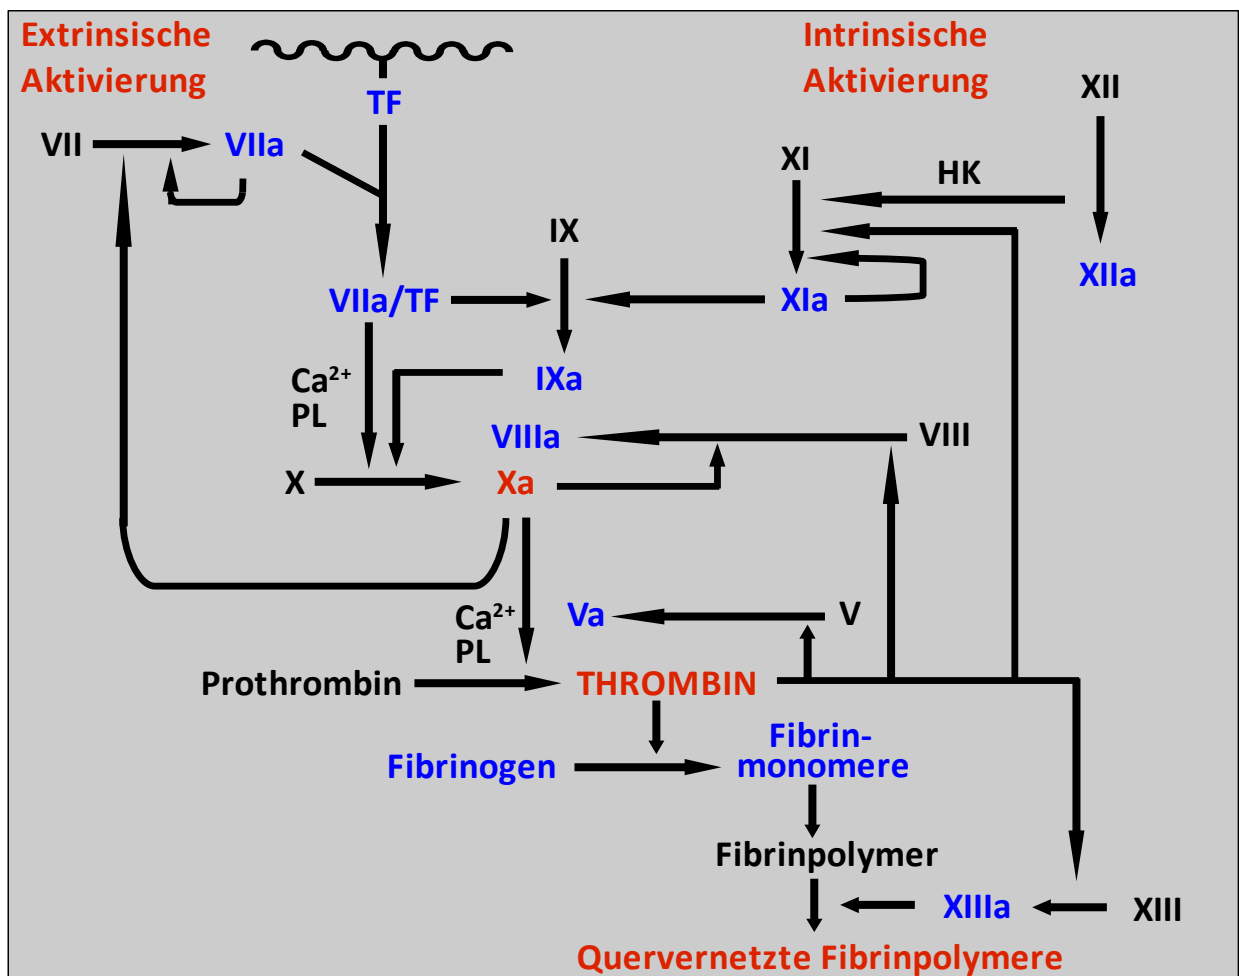 Extrinsische
Aktivierung
Intrinsische
Aktivierung
XII
TF
VII
VIIa
XI
HK
IX
XIIa
VIIa/TF
XIa
Ca²⁺
PL
IXa
VIIIa
VIII
X
Xa
Ca²⁺
PL
Va
V
Prothrombin
THROMBIN
Fibrinogen
Fibrin-
monomere
Fibrinpolymer
XIIIa
XIII
Quervernetzte Fibrinpolymere